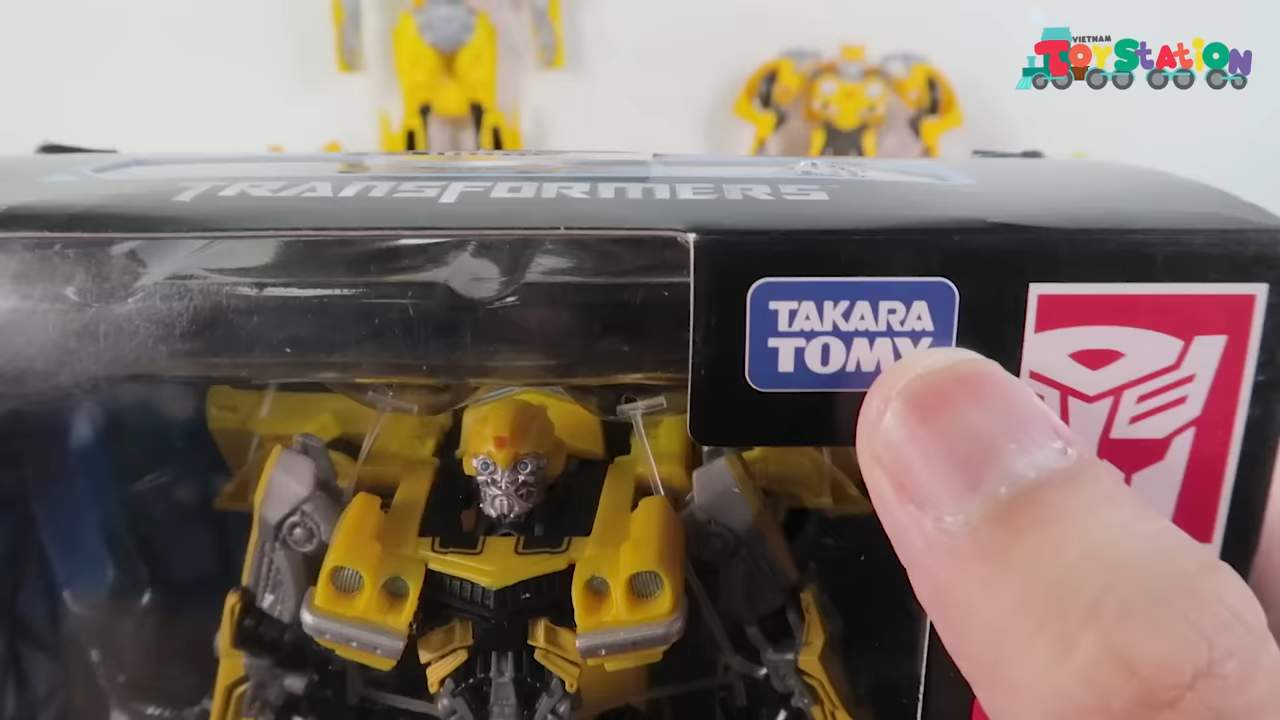 VIETNAM
TOYSTATION
TRANSFORMERS
TAKARA
TOMY